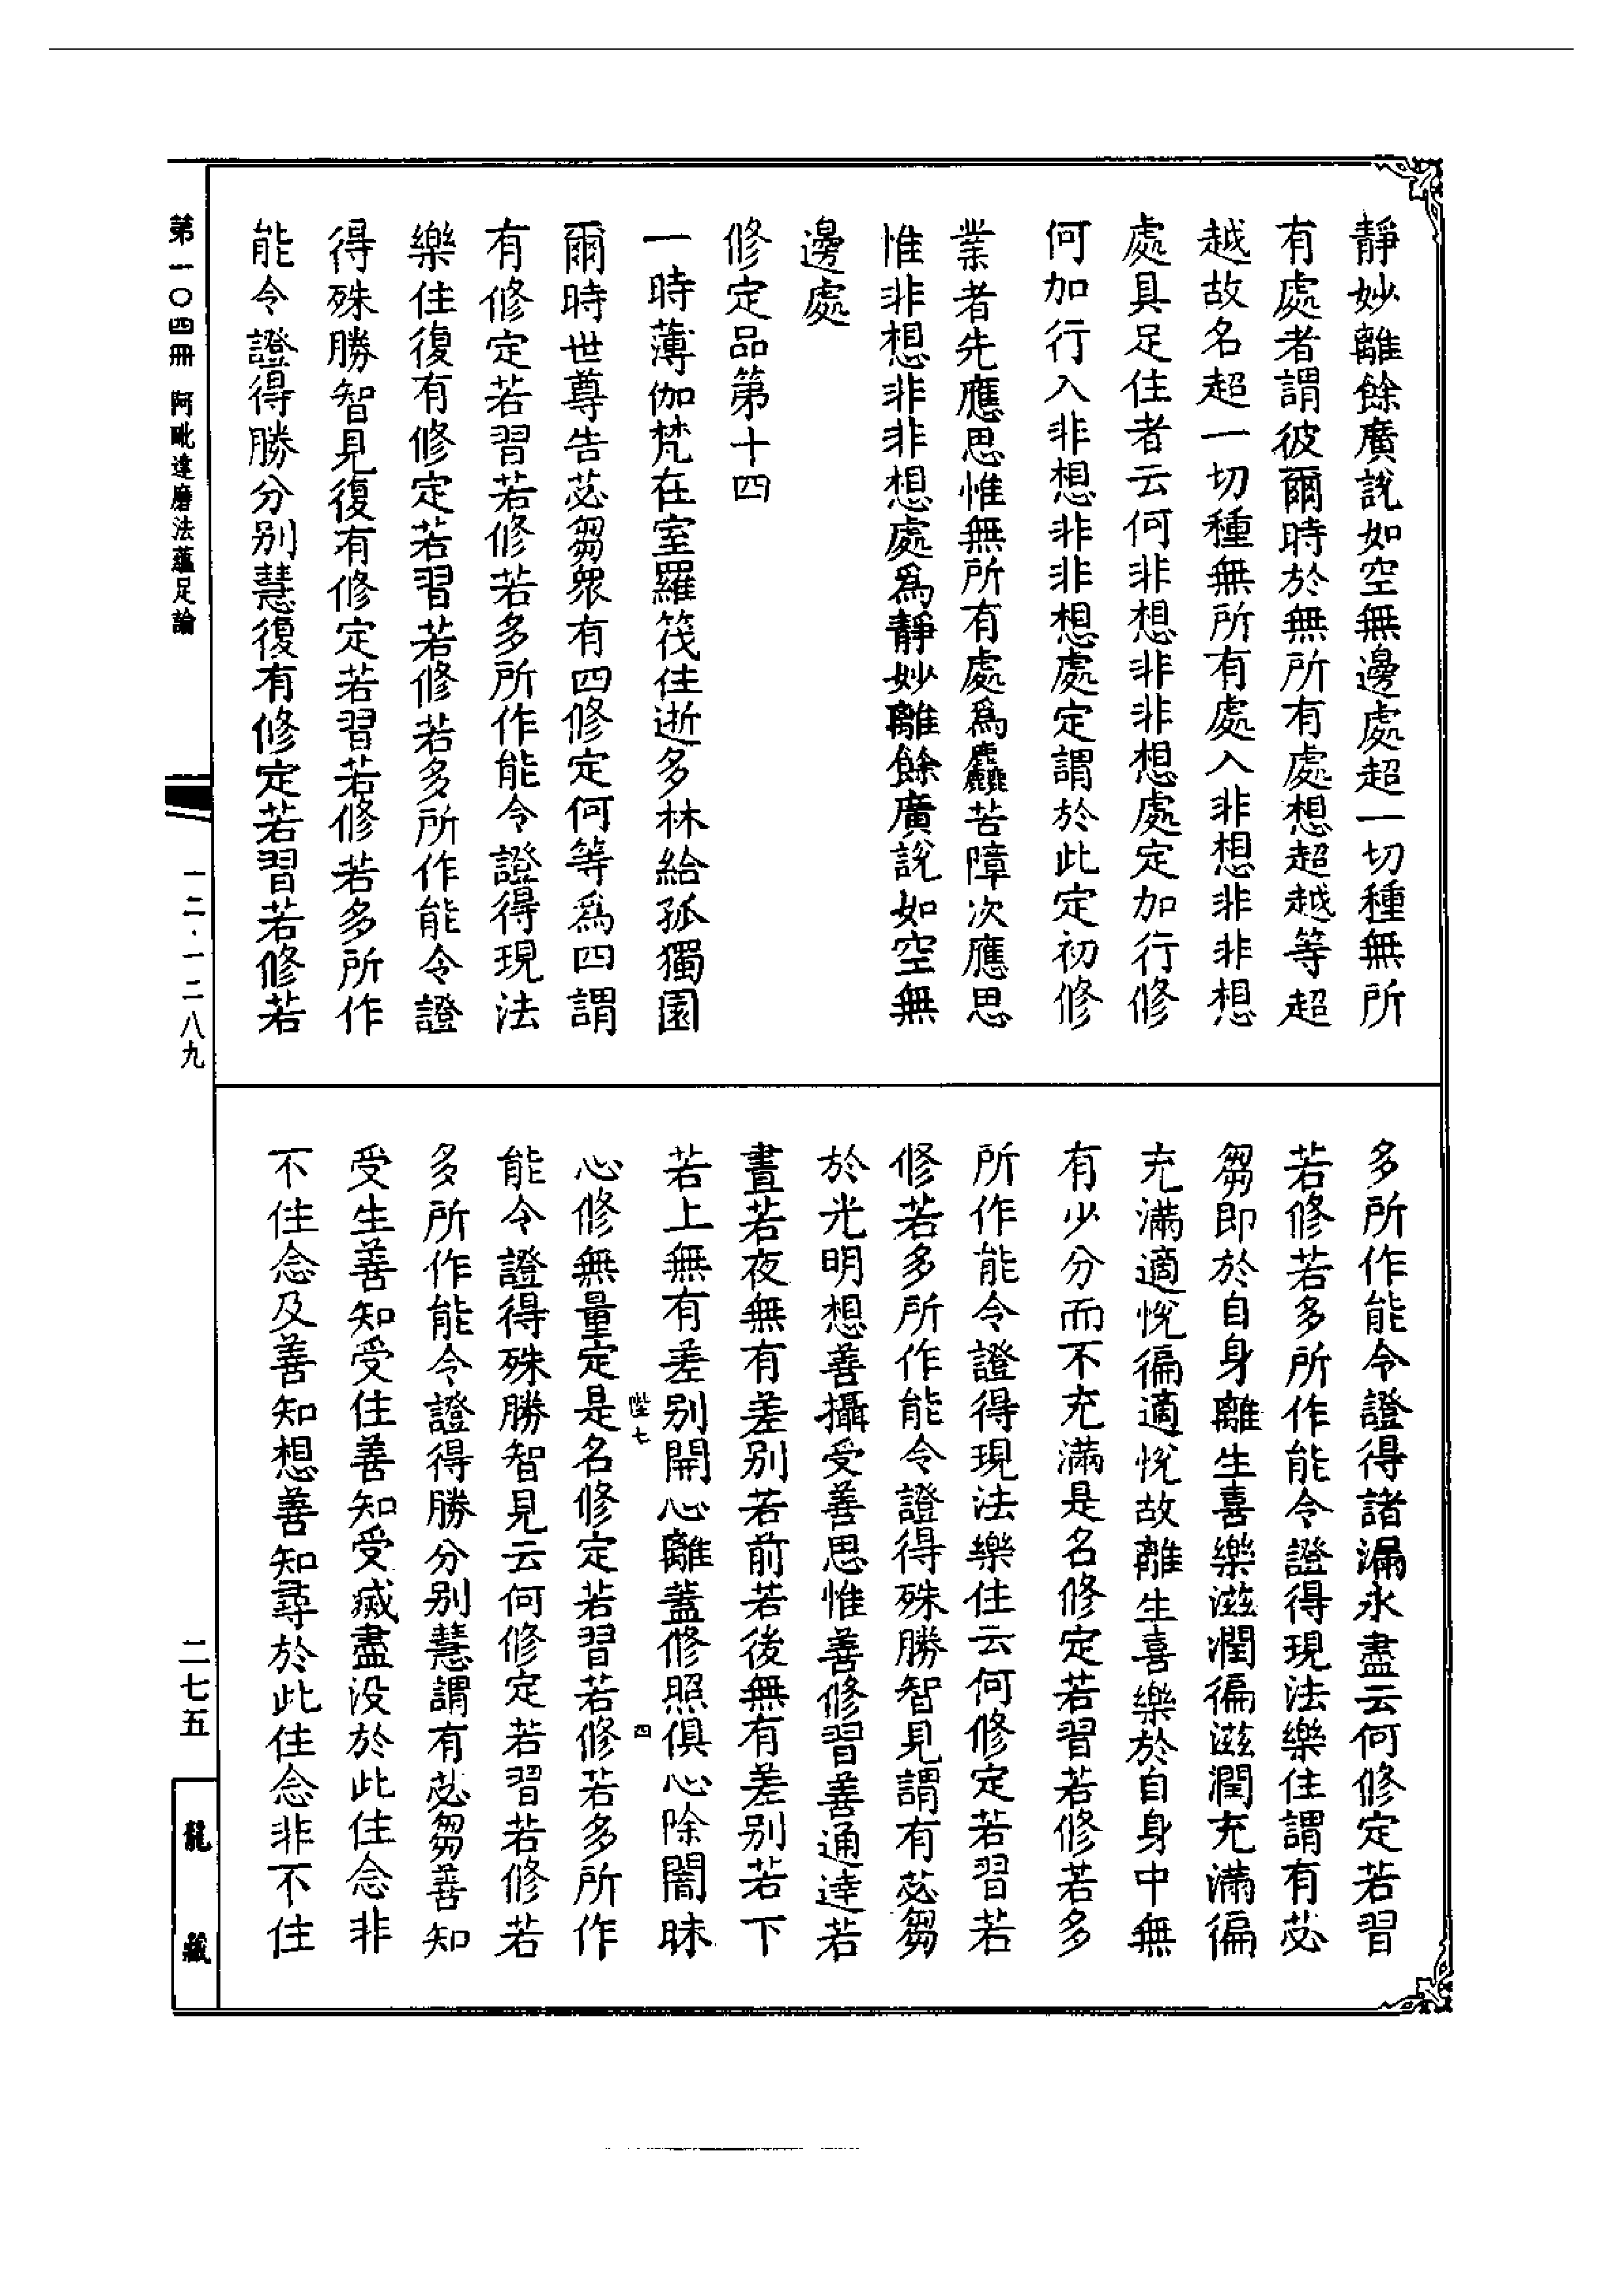 靜妙離餘廣說如空無邊處超一切種無所
有處者謂彼爾時於無所有處想超越等超
越故名超一切種無所有處入非想非非想
處具足住者云何非想非非想處定加行修
何加行入非想非非想處定謂於此定初修
業者先應思惟無所有處爲麤苦障次應思
惟非想非非想處爲靜妙離餘廣說如空無
邊處
修定品第十四
一時薄伽梵在室羅筏住逝多林給孤獨園
爾時世尊告苾芻眾有四修定何等爲四謂
有修定若習若修若多所作能令證得現法
樂住復有修定若習若修若多所作能令證
得殊勝智見復有修定若習若修若多所作
能令證得勝分別慧復有修定若習若修若
多所作能令證得諸漏永盡云何修定若習
若修若多所作能令證得現法樂住謂有苾
芻即於自身離生喜樂滋潤徧滋潤充滿徧
充滿適悅徧適悅故離生喜樂於自身中無
有少分而不充滿是名修定若習若修若多
所作能令證得現法樂住云何修定若習若
修若多所作能令證得殊勝智見謂有苾芻
於光明想善攝受善思惟善修習善通達若
晝若夜無有差別若前若後無有差別若下
若上無有差別開心離蓋修照俱心除闇昧
陛七 四
心修無量定是名修定若習若修若多所作
能令證得殊勝智見云何修定若習若修若
多所作能令證得勝分別慧謂有苾芻善知
受生善知受住善知受滅盡没於此住念非
不住念及善知想善知尋於此住念非不住
第一〇四冊 阿毗達磨法蘊足論
一二·一二八九
二七五
龍藏